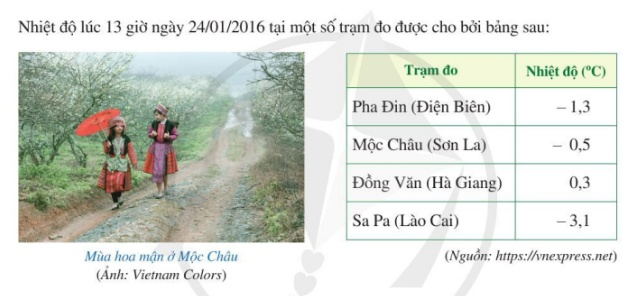 Nhiệt độ lúc 13 giờ ngày 24/01/2016 tại một số trạm đo được cho bởi bảng sau:
Trạm đo Nhiệt độ (ºC)
Pha Đin (Điện Biên) – 1,3
Mộc Châu (Sơn La) – 0,5
Đồng Văn (Hà Giang) 0,3
Sa Pa (Lào Cai) – 3,1
Mùa hoa mận ở Mộc Châu
(Ảnh: Vietnam Colors)
(Nguồn: https://vnexpress.net)